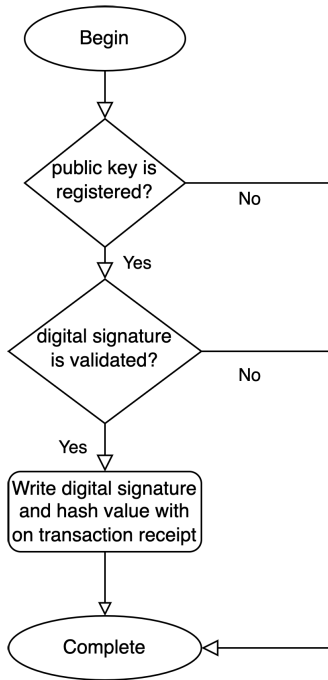 Begin
public key is
registered?
No
Yes
digital signature
is validated?
No
Yes
Write digital signature
and hash value with
on transaction receipt
Complete